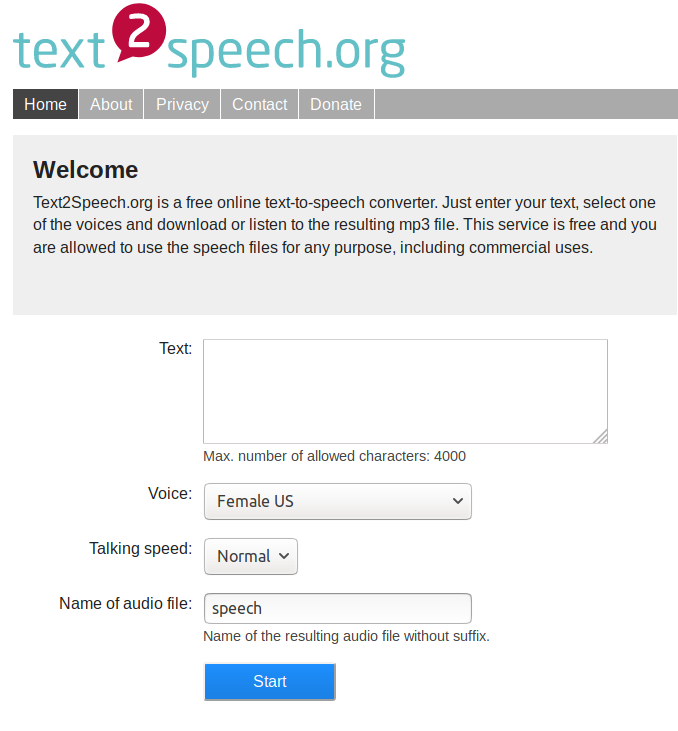 text2speech.org
Home About Privacy Contact Donate
Welcome
Text2Speech.org is a free online text-to-speech converter. Just enter your text, select one
of the voices and download or listen to the resulting mp3 file. This service is free and you
are allowed to use the speech files for any purpose, including commercial uses.
Text:
Max. number of allowed characters: 4000
Voice: Female US
Talking speed: Normal
Name of audio file: speech
Name of the resulting audio file without suffix.
Start